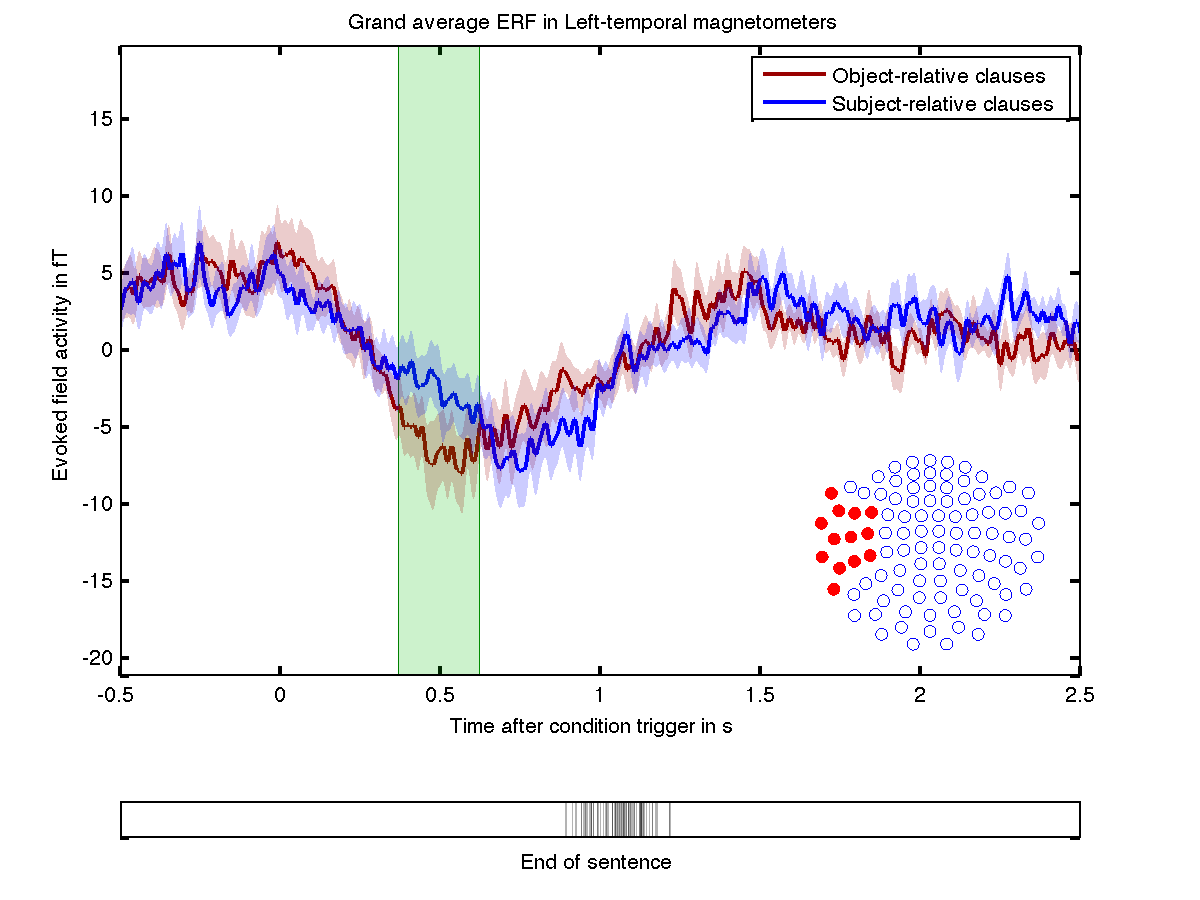 Grand average ERF in Left-temporal magnetometers
Object-relative clauses
Subject-relative clauses
Evoked field activity in fT
15
10
5
0
-5
-10
-15
-20
-0.5 0 0.5 1 1.5 2 2.5
Time after condition trigger in s
End of sentence